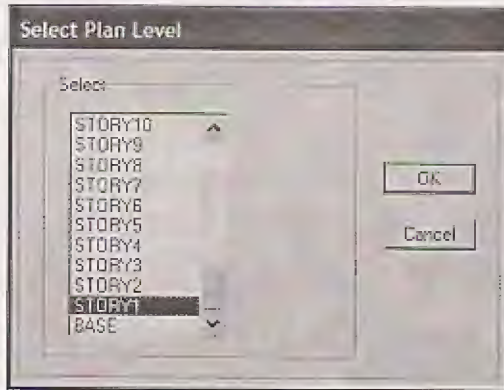 Select Plan Level
Select
STORY10
STORY9
STORY8
STORY7
STORY6
STORY5
STORY4
STORY3
STORY2
STORY1
BASE
OK
Cancel